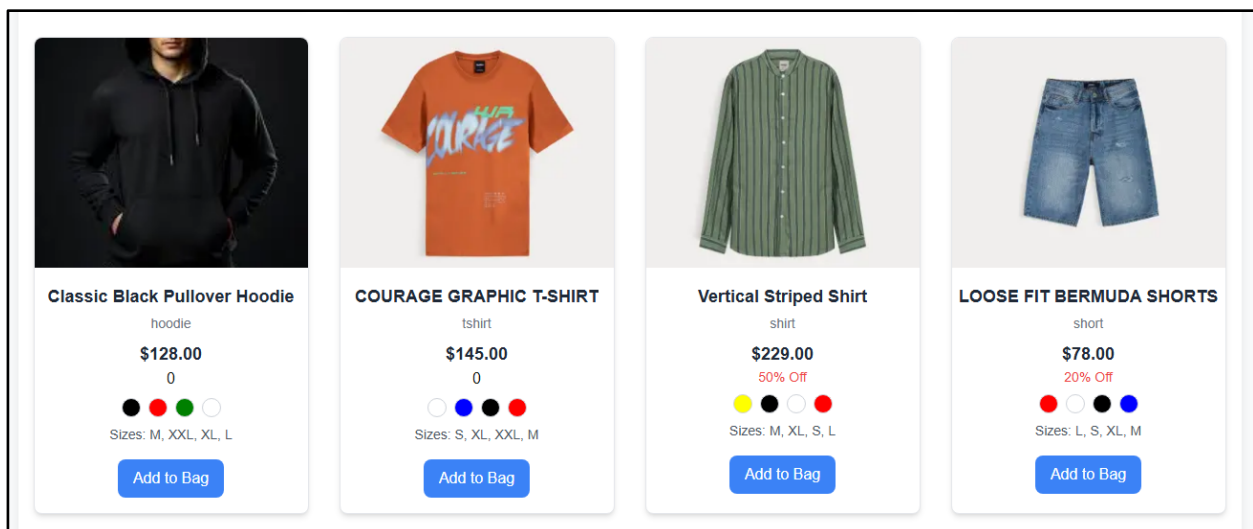 COURAGE
Classic Black Pullover Hoodie
hoodie
$128.00
0
Sizes: M, XXL, XL, L
Add to Bag
COURAGE GRAPHIC T-SHIRT
tshirt
$145.00
0
Sizes: S, XL, XXL, M
Add to Bag
Vertical Striped Shirt
shirt
$229.00
50% Off
Sizes: M, XL, S, L
Add to Bag
LOOSE FIT BERMUDA SHORTS
short
$78.00
20% Off
Sizes: L, S, XL, M
Add to Bag